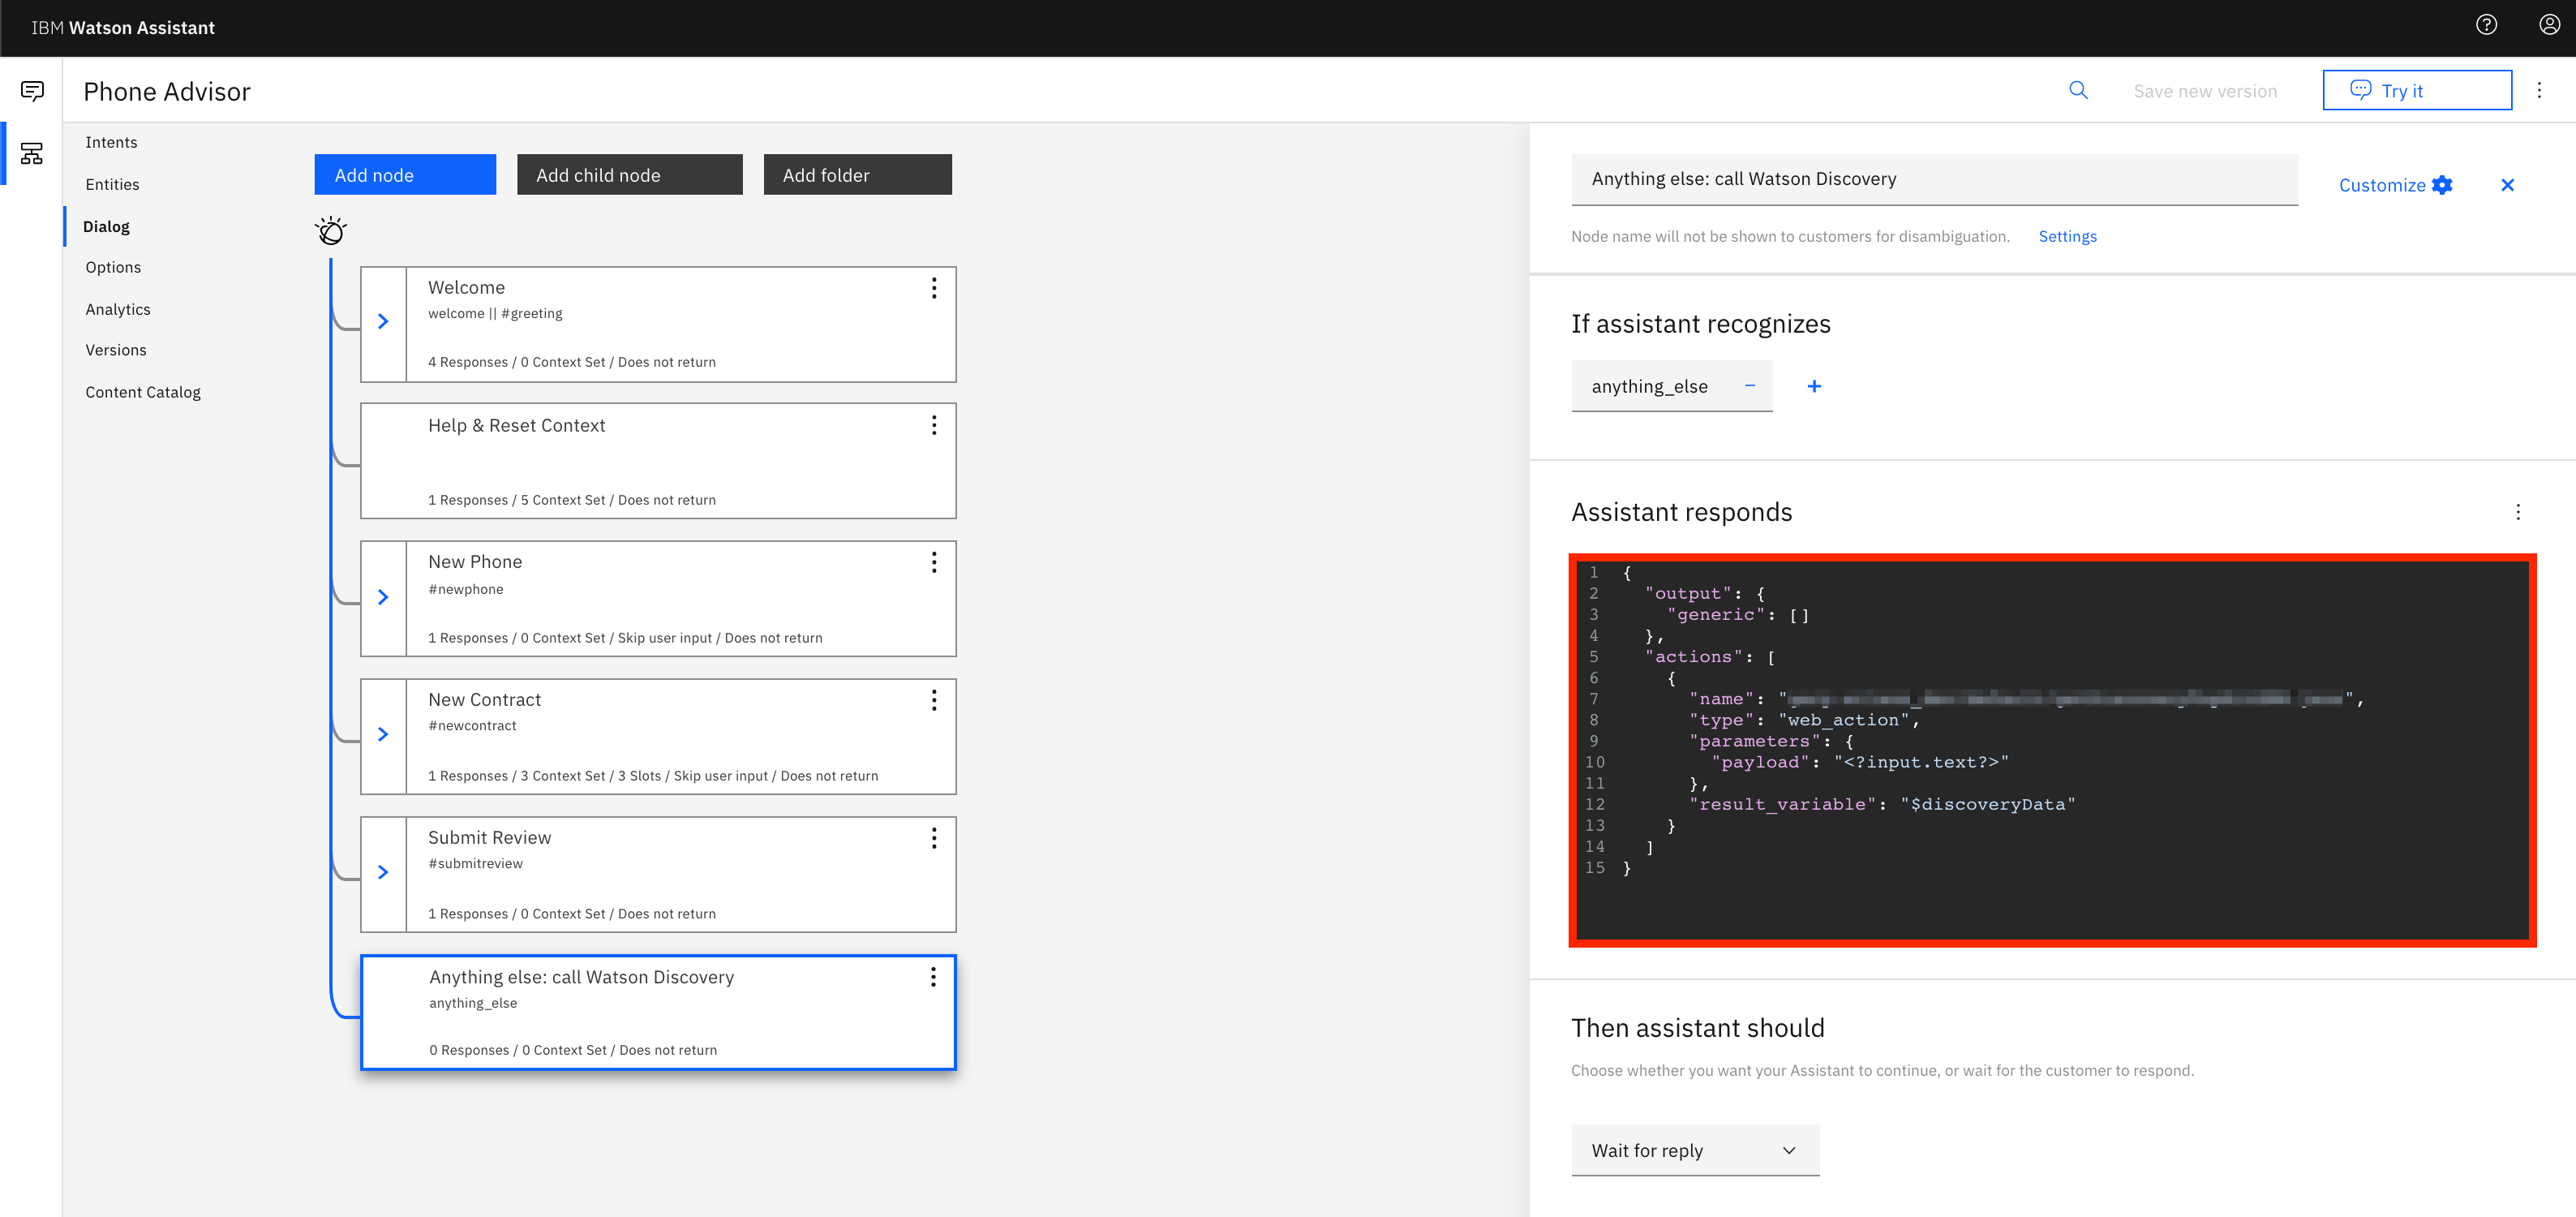 IBM Watson Assistant
Phone Advisor
Save new version
Try it
Intents
Entities
Dialog
Options
Analytics
Versions
Content Catalog
Add node
Add child node
Add folder
Welcome
welcome || #greeting
4 Responses / 0 Context Set / Does not return
Help & Reset Context
1 Responses / 5 Context Set / Does not return
New Phone
#newphone
1 Responses / 0 Context Set / Skip user input / Does not return
New Contract
#newcontract
1 Responses / 3 Context Set / 3 Slots / Skip user input / Does not return
Submit Review
#submitreview
1 Responses / 0 Context Set / Does not return
Anything else: call Watson Discovery
anything_else
0 Responses / 0 Context Set / Does not return
Anything else: call Watson Discovery
Customize
Node name will not be shown to customers for disambiguation.
Settings
If assistant recognizes
anything_else
Assistant responds
1 {
2 "output": {
3 "generic": []
4 },
5 "actions": [
6 {
7 "name": "",
8 "type": "web_action",
9 "parameters": {
10 "payload": "<?input.text?>"
11 },
12 "result_variable": "$discoveryData"
13 }
14 ]
15 }
Then assistant should
Choose whether you want your Assistant to continue, or wait for the customer to respond.
Wait for reply